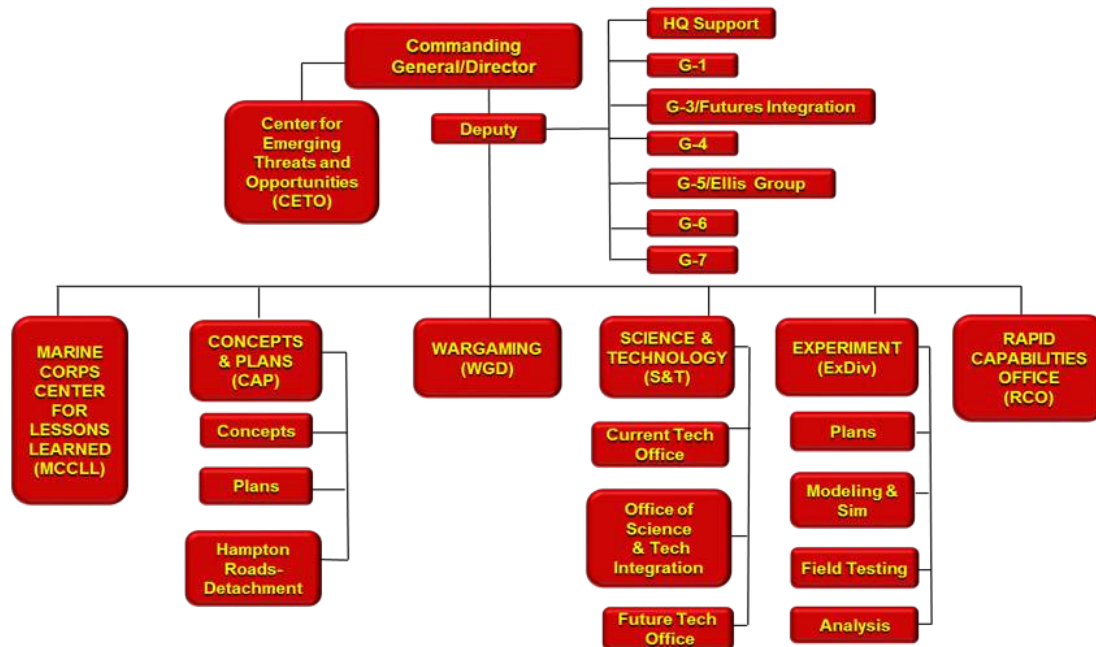 Commanding
General/Director
HQ Support
G-1
G-3/Futures Integration
G-4
G-5/Ellis Group
G-6
G-7
Deputy
Center for
Emerging
Threats and
Opportunities
(CETO)
MARINE
CORPS
CENTER
FOR
LESSONS
LEARNED
(MCCLL)
CONCEPTS
& PLANS
(CAP)
Concepts
Plans
Hampton
Roads-
Detachment
WARGAMING
(WGD)
SCIENCE &
TECHNOLOGY
(S&T)
Current Tech
Office
Office of
Science
& Tech
Integration
Future Tech
Office
EXPERIMENT
(ExDiv)
Plans
Modeling &
Sim
Field Testing
Analysis
RAPID
CAPABILITIES
OFFICE
(RCO)